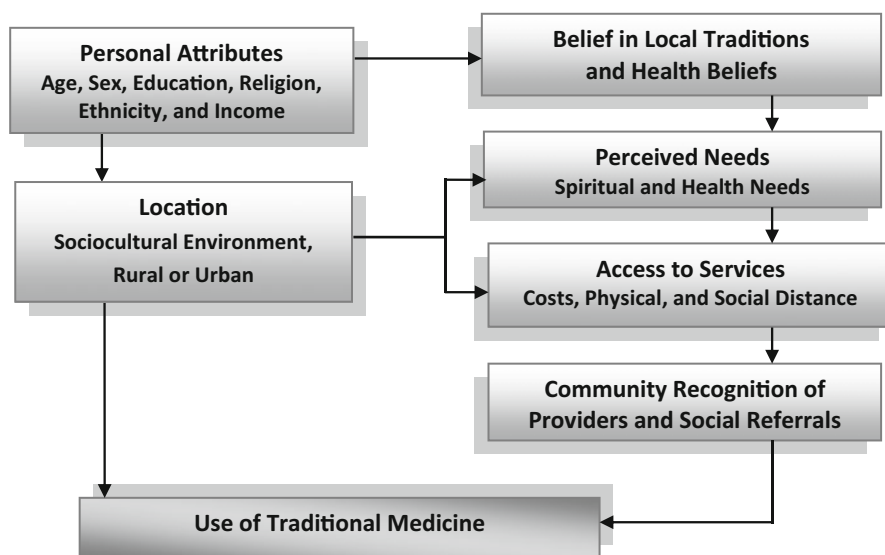 Personal Attributes
Age, Sex, Education, Religion,
Ethnicity, and Income
Belief in Local Traditions
and Health Beliefs
Location
Sociocultural Environment,
Rural or Urban
Perceived Needs
Spiritual and Health Needs
Access to Services
Costs, Physical, and Social Distance
Community Recognition of
Providers and Social Referrals
Use of Traditional Medicine